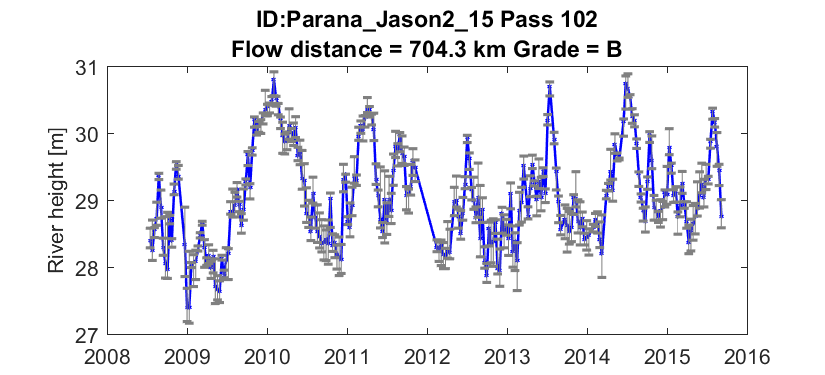 ID:Parana_Jason2_15 Pass 102
Flow distance = 704.3 km Grade = B
River height [m]
31
30
29
28
27
2008 2009 2010 2011 2012 2013 2014 2015 2016